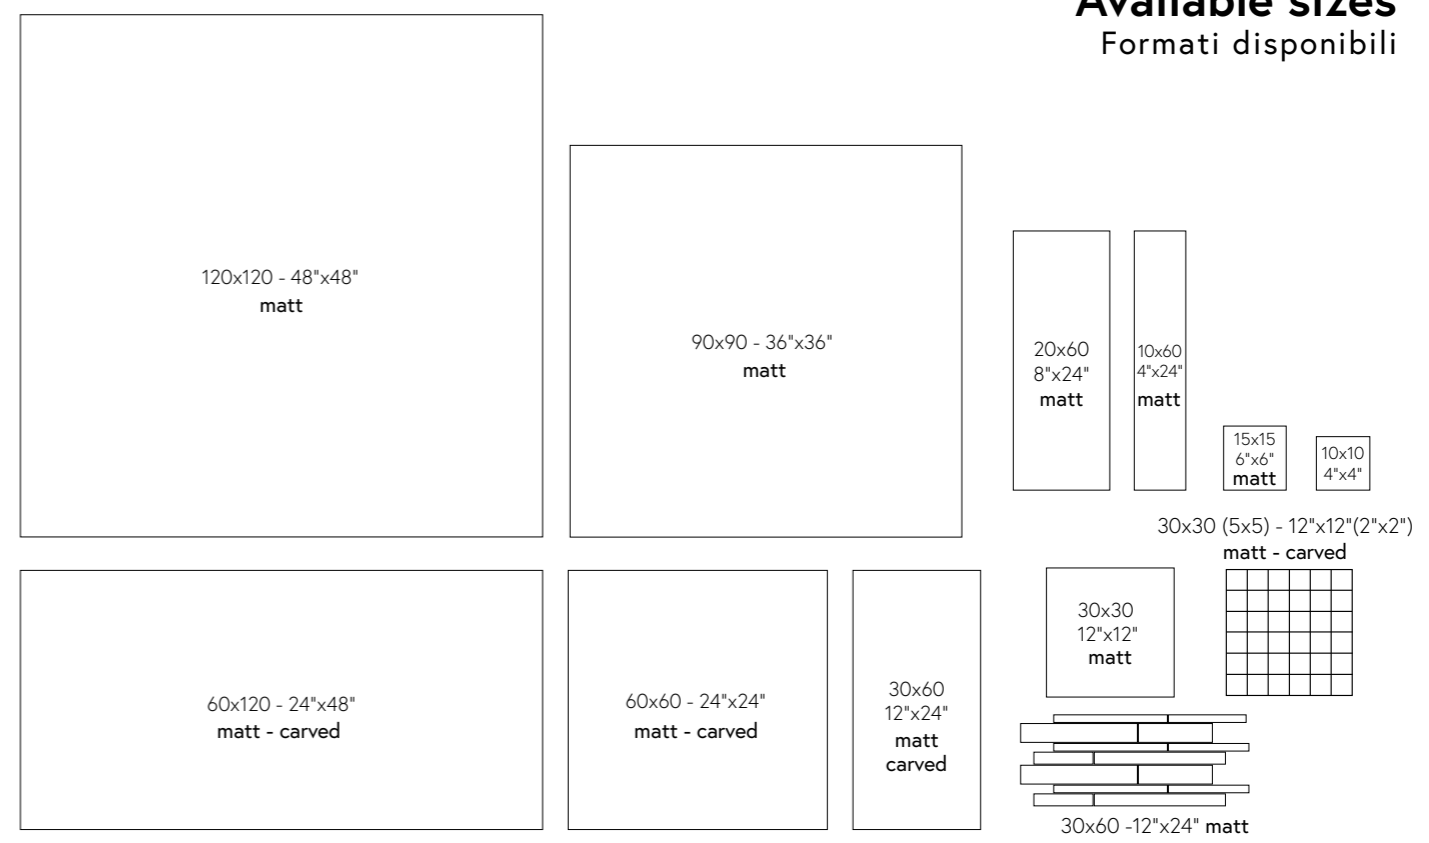 Available sizes
Formati disponibili
120x120 - 48"x48"
matt
90x90 - 36"x36"
matt
20x60
8"x24"
matt
10x60
4"x24"
matt
15x15
6"x6"
matt
10x10
4"x4"
60x120 - 24"x48"
matt - carved
60x60 - 24"x24"
matt - carved
30x60
12"x24"
matt
carved
30x30
12"x12"
matt
30x30 (5x5) - 12"x12"(2"x2")
matt - carved
30x60 -12"x24" matt